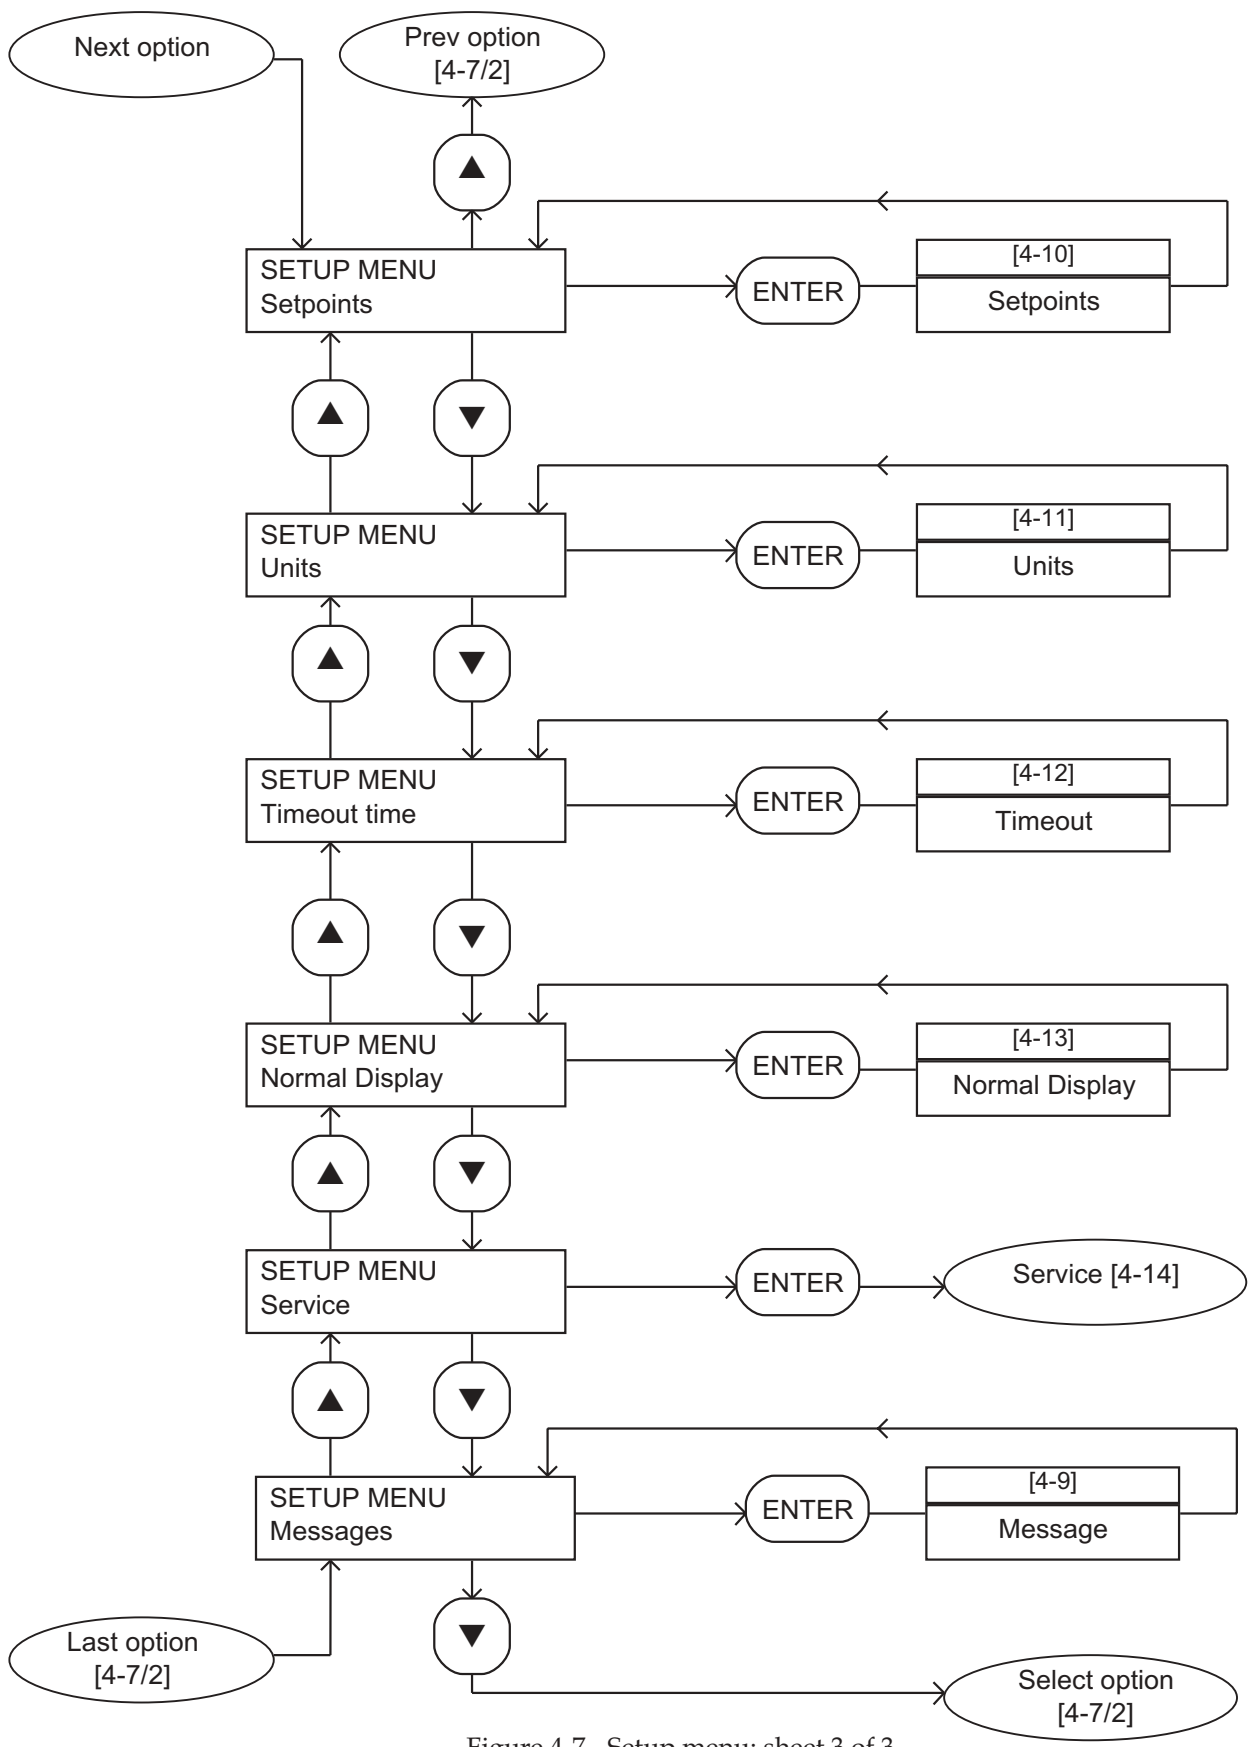 Next option
Prev option
[4-7/2]
SETUP MENU
Setpoints
ENTER
[4-10]
Setpoints
SETUP MENU
Units
ENTER
[4-11]
Units
SETUP MENU
Timeout time
ENTER
[4-12]
Timeout
SETUP MENU
Normal Display
ENTER
[4-13]
Normal Display
SETUP MENU
Service
ENTER
Service [4-14]
SETUP MENU
Messages
ENTER
[4-9]
Message
Last option
[4-7/2]
Select option
[4-7/2]
Figure 4-7 Setup menu: sheet 3 of 3